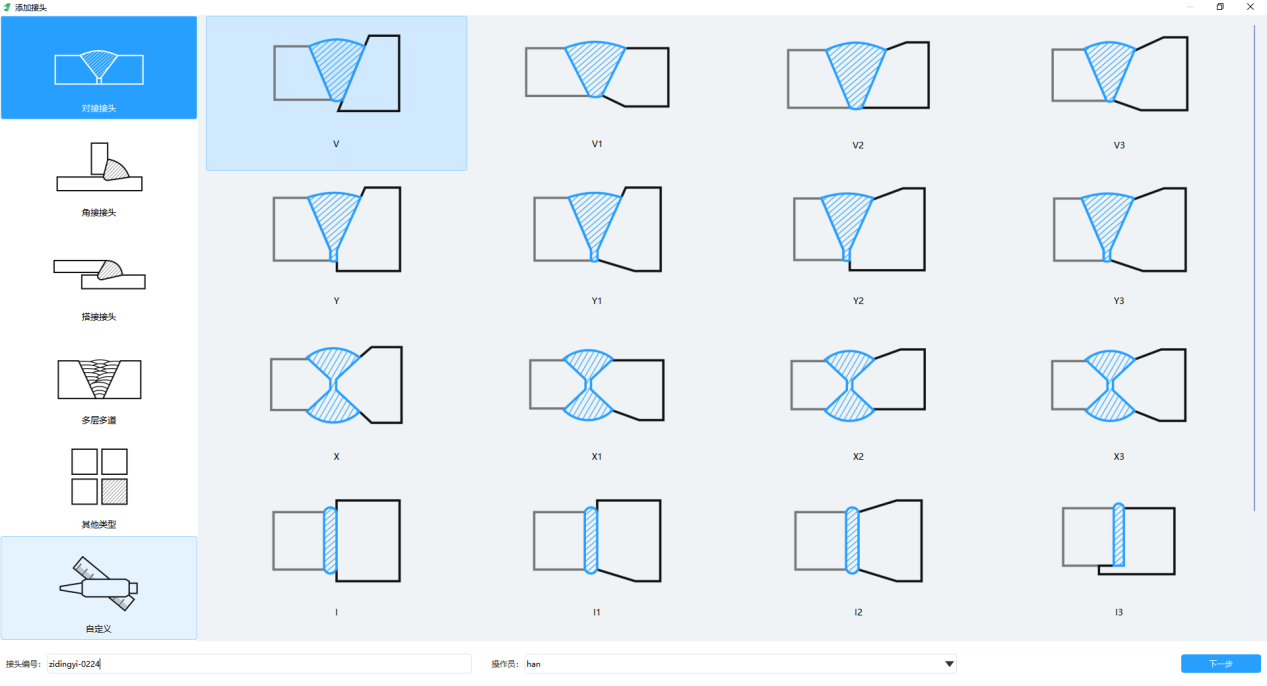 添加接头
对接接头
角接接头
搭接接头
多层多道
其他类型
自定义
V
V1
V2
V3
Y
Y1
Y2
Y3
X
X1
X2
X3
I
I1
I2
I3
接头编号: zidingyi-0224
操作员: han
下一步